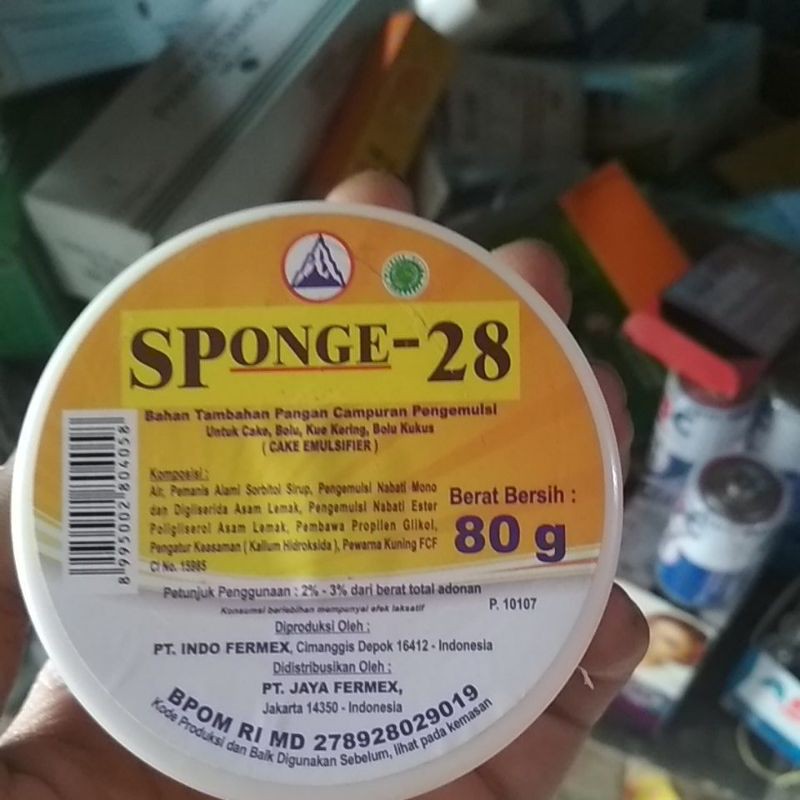 SPONGE-28
Bahan Tambahan Pangan Campuran Pengemulsi
Untuk Cake, Bolu, Kue Kering, Bolu Kukus
( CAKE EMULSIFIER )
Komposisi :
Air, Pemanis Alami Sorbitol Sirup, Pengemulsi Nabati Mono
dan Digliserida Asam Lemak, Pengemulsi Nabati Ester
Poligliserol Asam Lemak, Pembawa Propilen Glikol,
Pengatur Keasaman ( Kalium Hidroksida ), Pewarna Kuning FCF
CI No. 15985
Berat Bersih :
80 g
8 995002 804058
Petunjuk Penggunaan : 2% - 3% dari berat total adonan
Konsumsi berlebihan mempunyai efek laksatif
P. 10107
Diproduksi Oleh :
PT. INDO FERMEX, Cimanggis Depok 16412 - Indonesia
Didistribusikan Oleh :
PT. JAYA FERMEX,
Jakarta 14350 - Indonesia
BPOM RI MD 278928029019
Kode Produksi dan Baik Digunakan Sebelum, lihat pada kemasan